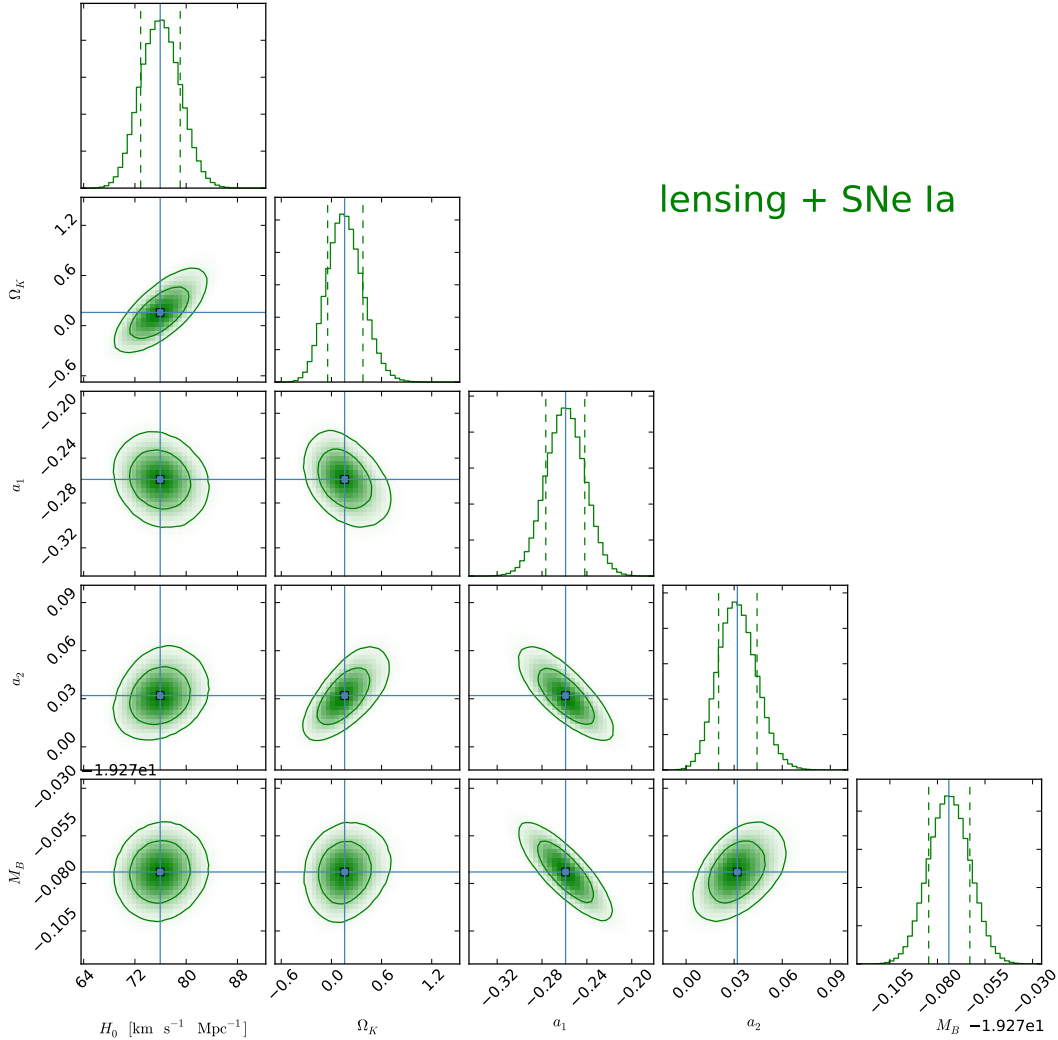 lensing + SNe Ia
1.2
0.6
0.0
−0.6
Ω_K
−0.20
−0.24
−0.28
−0.32
a_1
0.09
0.06
0.03
0.00
a_2
−1.927e1
−0.030
−0.055
−0.080
−0.105
M_B
64 72 80 88
−0.6 0.0 0.6 1.2
−0.32 −0.28 −0.24 −0.20
0.00 0.03 0.06 0.09
−0.105 −0.080 −0.055 −0.030
H_0 [km s^{-1} Mpc^{-1}]
Ω_K
a_1
a_2
M_B −1.927e1